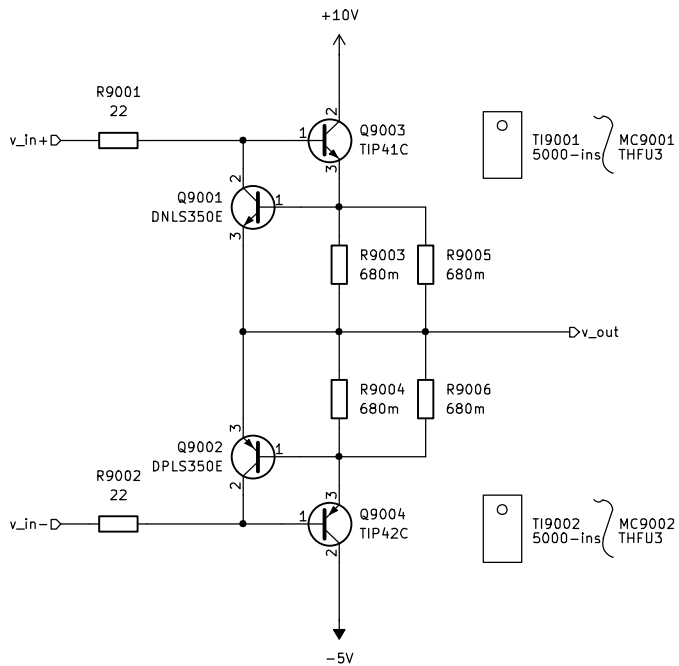 +10V
R9001
22
v_in+
1
2
3
Q9003
TIP41C
TI9001
5000-ins
MC9001
THFU3
2
Q9001
DNLS350E
1
3
R9003
680m
R9005
680m
v_out
R9004
680m
R9006
680m
3
Q9002
DPLS350E
1
2
R9002
22
v_in-
1
3
2
Q9004
TIP42C
TI9002
5000-ins
MC9002
THFU3
-5V